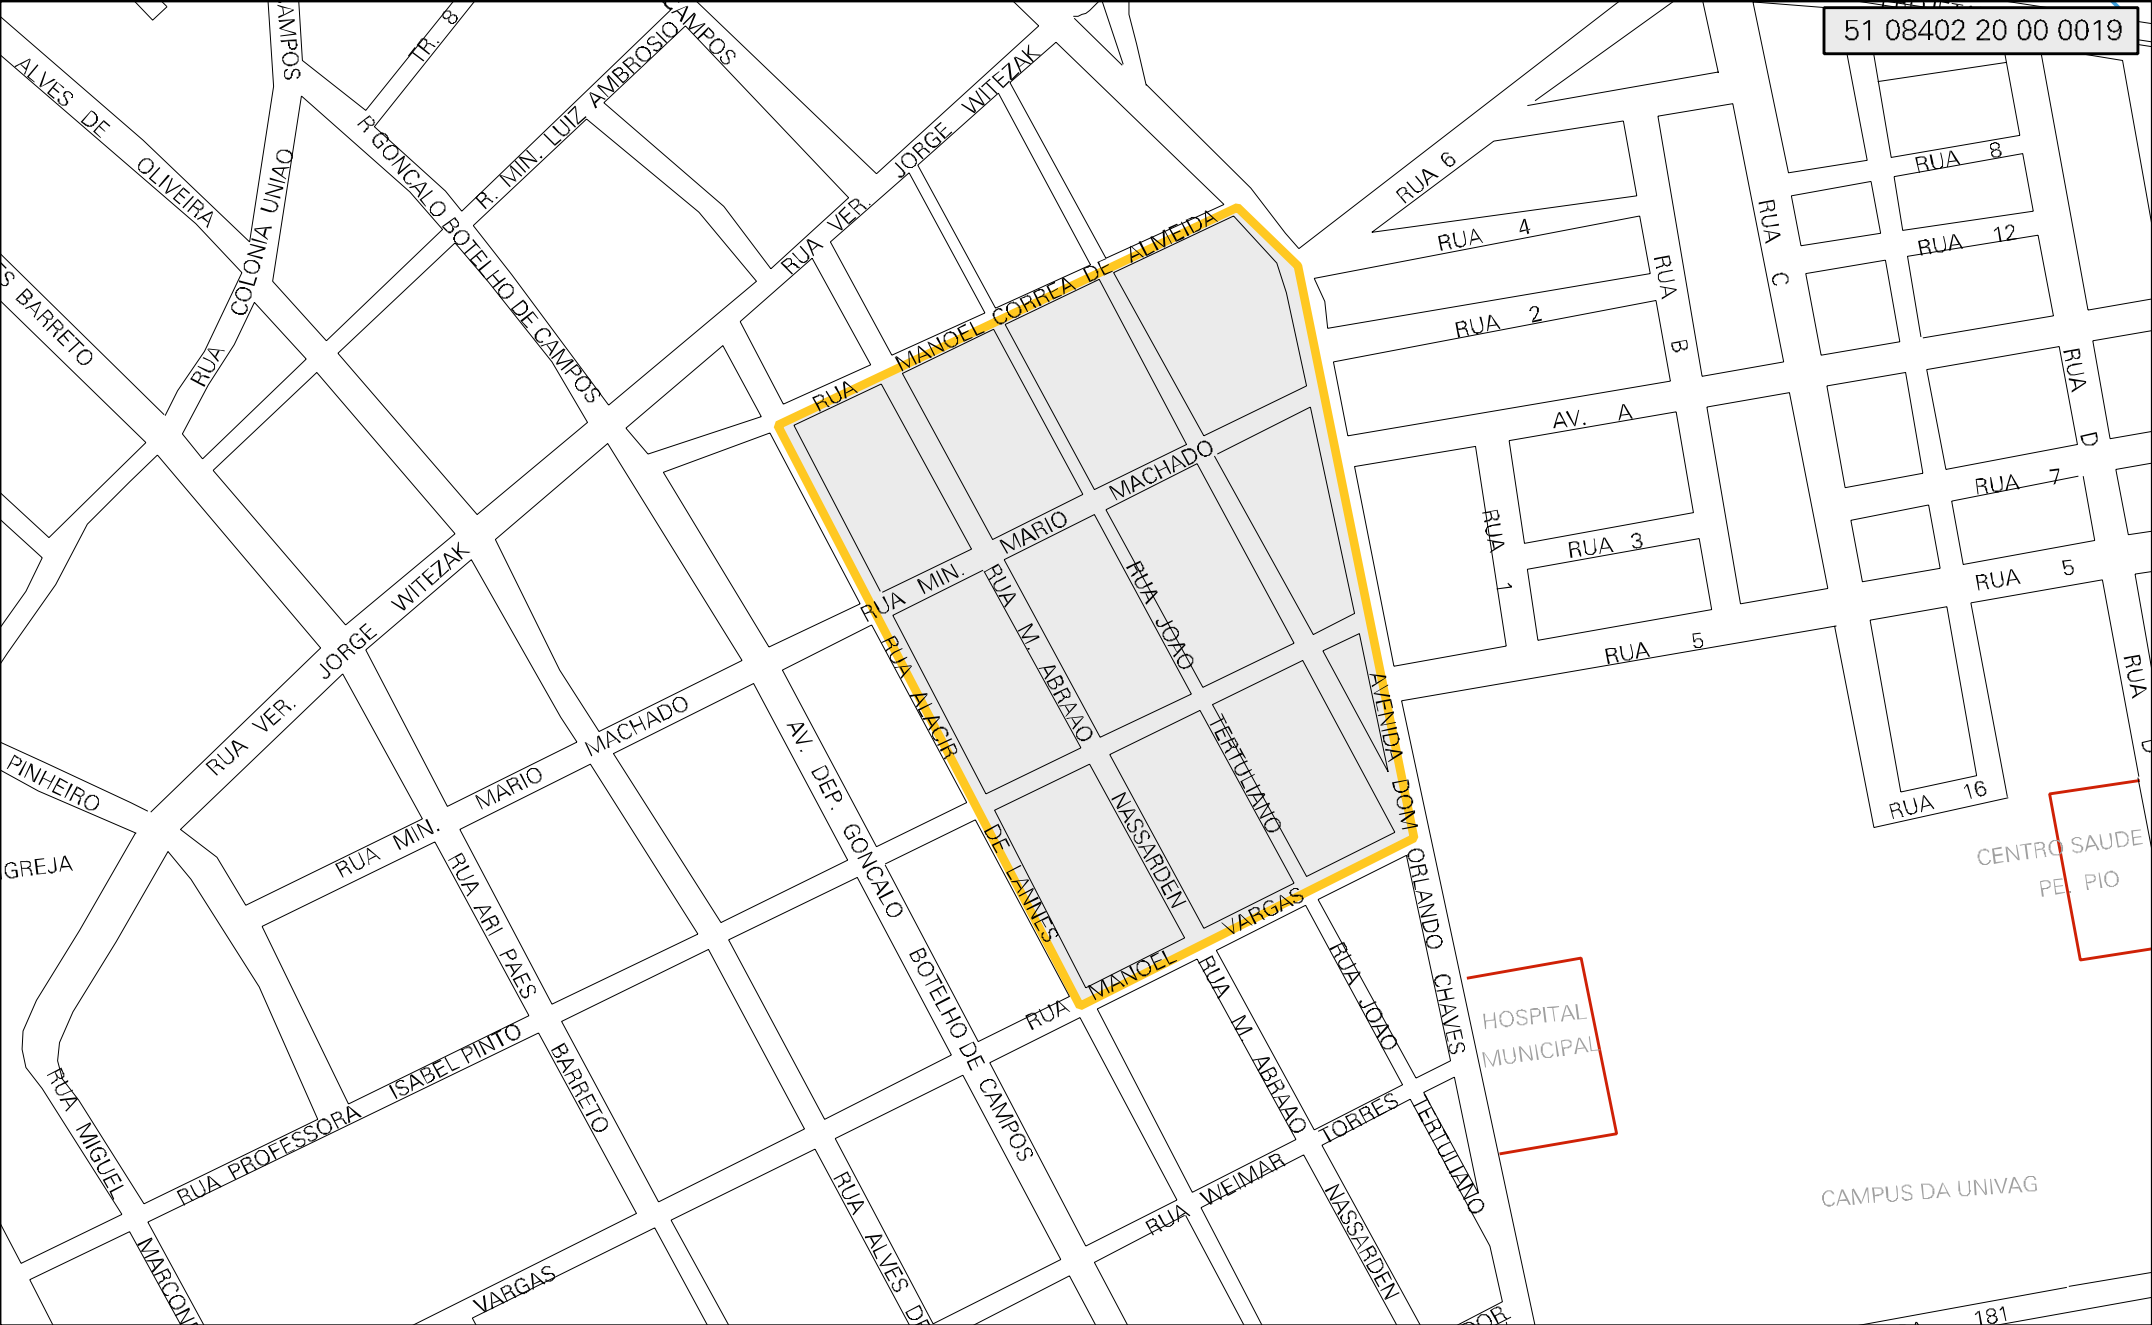 51 08402 20 00 0019
AMPOS
TR. 8
CAMPOS
ALVES DE OLIVEIRA
R GONCALO BOTELHO DE CAMPOS
R. MIN. LUIZ AMBROSIO
RUA VER. JORGE WITEZAK
RUA COLONIA UNIAO
S BARRETO
RUA 6
RUA 4
RUA 2
RUA B
RUA C
RUA 8
RUA 12
RUA D
AV. A
RUA 7
RUA 1
RUA 3
RUA 5
RUA 5
RUA 16
RUA D
RUA MANOEL CORREA DE ALMEIDA
RUA MIN. MARIO MACHADO
RUA M. ABRAAO NASSARDEN
RUA JOAO TERTULIANO
RUA ALACIR DE LANNES
AVENIDA DOM ORLANDO CHAVES
RUA MANOEL VARGAS
RUA VER. JORGE WITEZAK
PINHEIRO
GREJA
RUA MIN. MARIO MACHADO
AV. DEP. GONCALO BOTELHO DE CAMPOS
RUA ARI PAES BARRETO
RUA PROFESSORA ISABEL PINTO
RUA MIGUEL MARCON
VARGAS
RUA ALVES DE
RUA M. ABRAAO NASSARDEN
RUA JOAO TERTULIANO
RUA WEIMAR TORRES
CENTRO SAUDE
PE. PIO
HOSPITAL
MUNICIPAL
CAMPUS DA UNIVAG
181